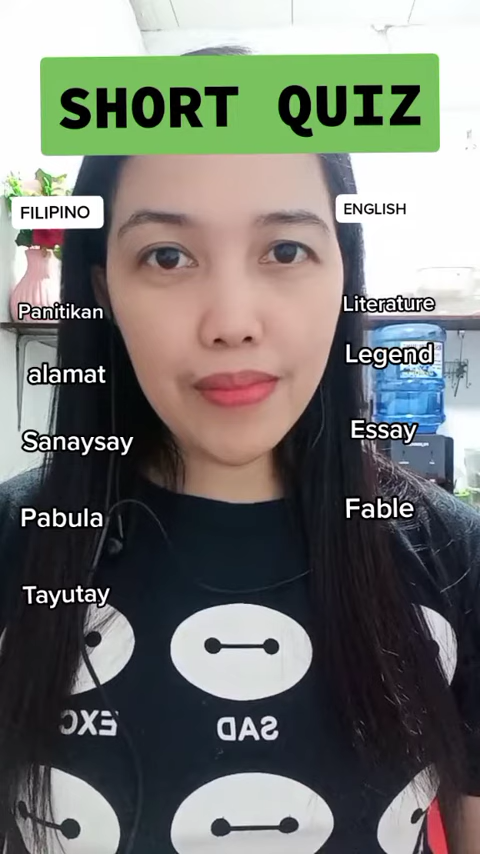 SHORT QUIZ
FILIPINO
ENGLISH
Panitikan
Literature
alamat
Legend
Sanaysay
Essay
Pabula
Fable
Tayutay
SAD